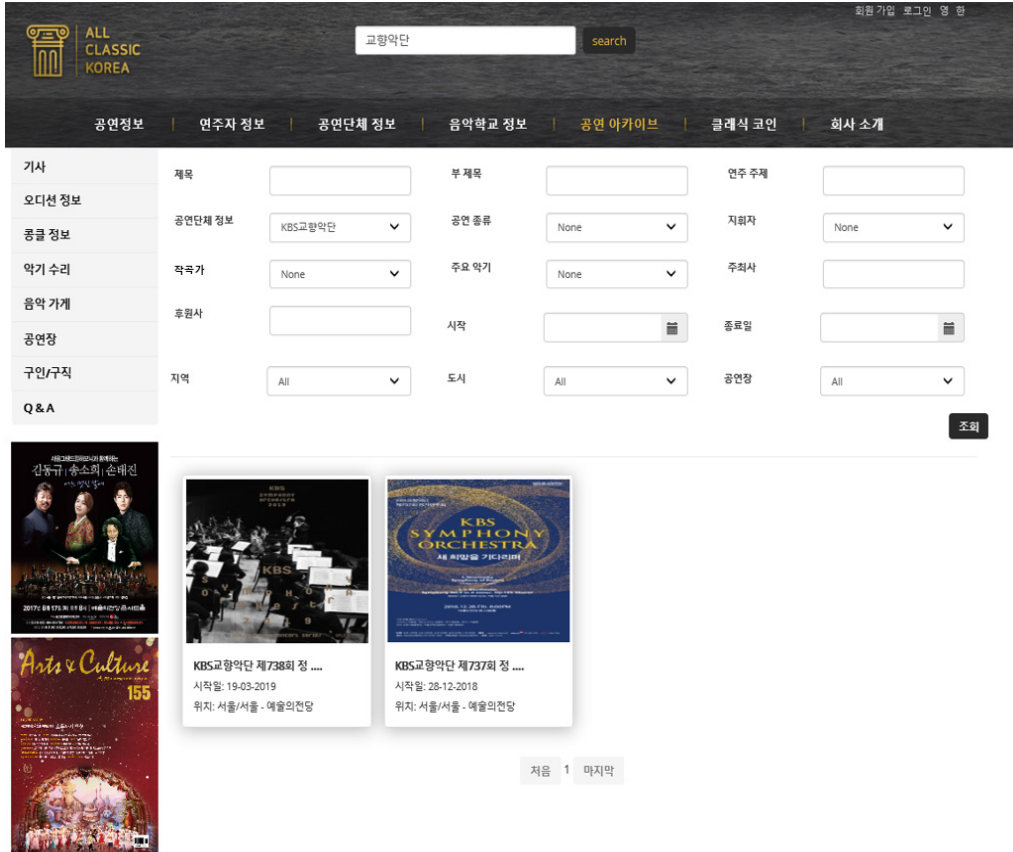 회원 가입 로그인 영 한
ALL
CLASSIC
KOREA
교향악단
search
공연정보 | 연주자 정보 | 공연단체 정보 | 음악학교 정보 | 공연 아카이브 | 클래식 코인 | 회사 소개
기사
오디션 정보
콩쿨 정보
악기 수리
음악 가게
공연장
구인/구직
Q & A
제목 부 제목 연주 주제
공연단체 정보 KBS교향악단 공연 종류 None 지휘자 None
작곡가 None 주요 악기 None 주최사
후원사 시작 종료일
지역 All 도시 All 공연장 All
조회
김동규 | 송소희 | 손태진
Arts & Culture
155
KBS
SYMPHONY
ORCHESTRA
2019
KBS
KBS
SYMPHONY
ORCHESTRA
새 희망을 기다리며
KBS교향악단 제738회 정 ....
시작일: 19-03-2019
위치: 서울/서울 - 예술의전당
KBS교향악단 제737회 정 ....
시작일: 28-12-2018
위치: 서울/서울 - 예술의전당
처음 1 마지막